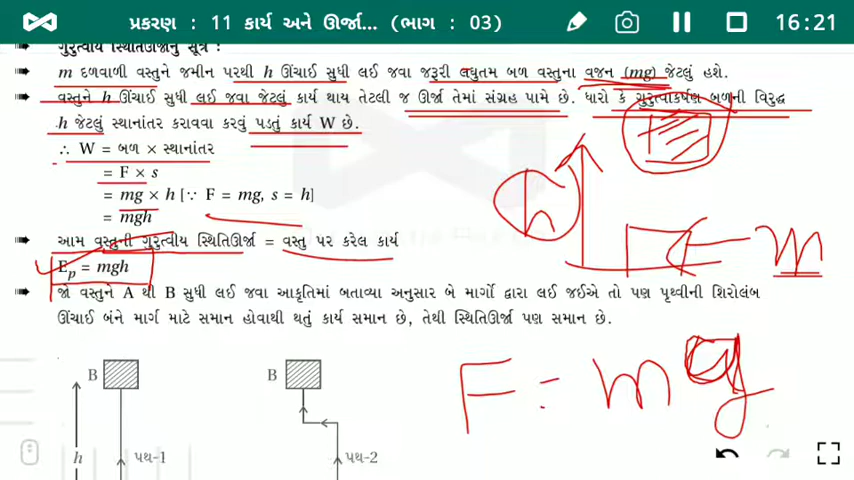 પ્રકરણ : 11 કાર્ય અને ઊર્જા... (ભાગ : 03)
16:21
ગુરુત્વીય સ્થિતિઊર્જાનું સૂત્ર :
m દળવાળી વસ્તુને જમીન પરથી h ઊંચાઈ સુધી લઈ જવા જરૂરી લઘુતમ બળ વસ્તુના વજન (mg) જેટલું હશે.
વસ્તુને h ઊંચાઈ સુધી લઈ જવા જેટલું કાર્ય થાય તેટલી જ ઊર્જા તેમાં સંગ્રહ પામે છે. ધારો કે ગુરુત્વાકર્ષણ બળની વિરુદ્ધ
h જેટલું સ્થાનાંતર કરાવવા કરવું પડતું કાર્ય W છે.
∴ W = બળ × સ્થાનાંતર
= F × s
= mg × h [∵ F = mg, s = h]
= mgh
h
m
આમ વસ્તુની ગુરુત્વીય સ્થિતિઊર્જા = વસ્તુ પર કરેલ કાર્ય
Ep = mgh
જો વસ્તુને A થી B સુધી લઈ જવા આકૃતિમાં બતાવ્યા અનુસાર બે માર્ગો દ્વારા લઈ જઈએ તો પણ પૃથ્વીની શિરોલંબ
ઊંચાઈ બંને માર્ગ માટે સમાન હોવાથી થતું કાર્ય સમાન છે, તેથી સ્થિતિઊર્જા પણ સમાન છે.
F = mg
B
B
h
પથ-1
પથ-2